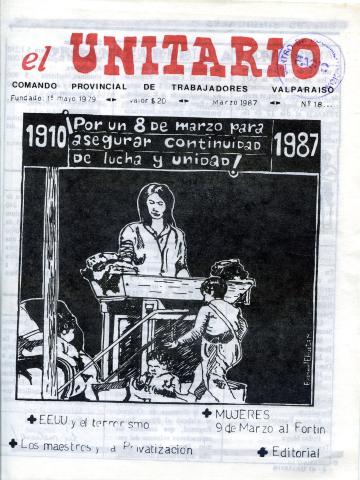 el UNITARIO
COMANDO PROVINCIAL DE TRABAJADORES VALPARAISO
Fundado: 1º mayo 1979 valor $20 Marzo 1987 Nº 18...
1910 ¡Por un 8 de marzo para 1987
asegurar continuidad
de lucha y unidad!
EEUU y el terrorismo
MUJERES
9 de Marzo al Fortin
Los maestros y la Privatización
Editorial